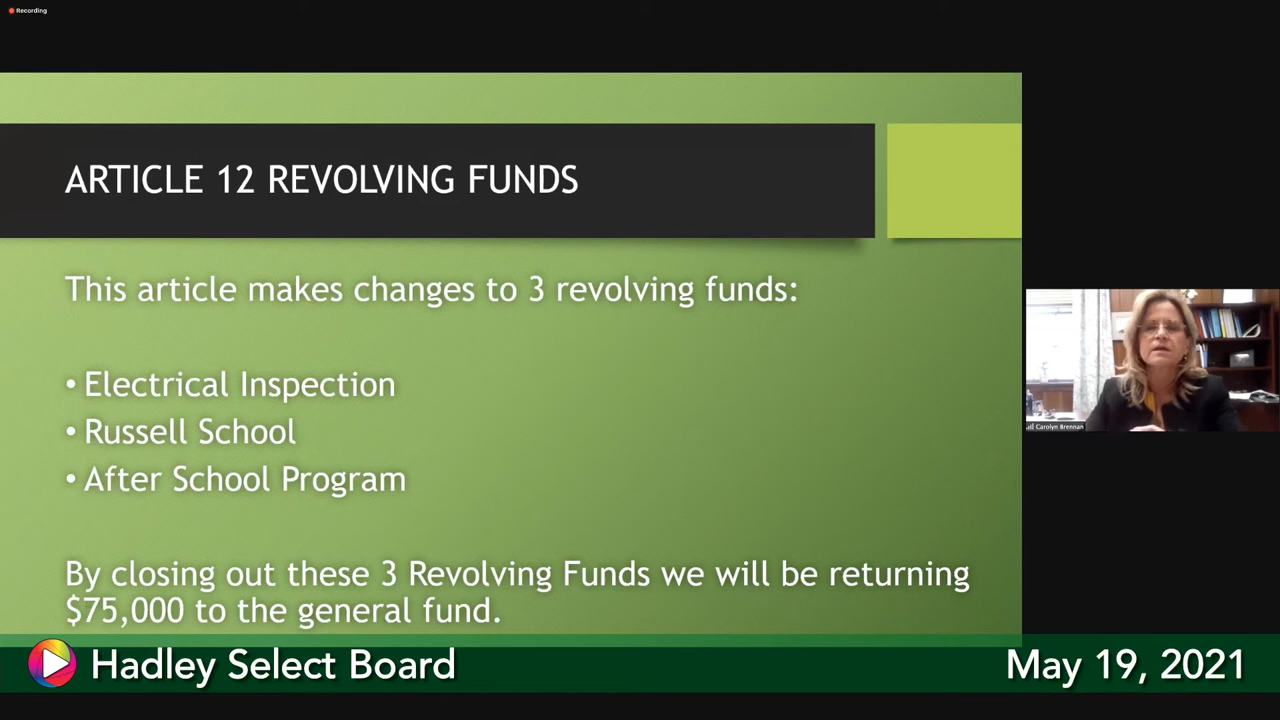 Recording
ARTICLE 12 REVOLVING FUNDS
This article makes changes to 3 revolving funds:
• Electrical Inspection
• Russell School
• After School Program
By closing out these 3 Revolving Funds we will be returning
$75,000 to the general fund.
Carolyn Brennan
Hadley Select Board
May 19, 2021